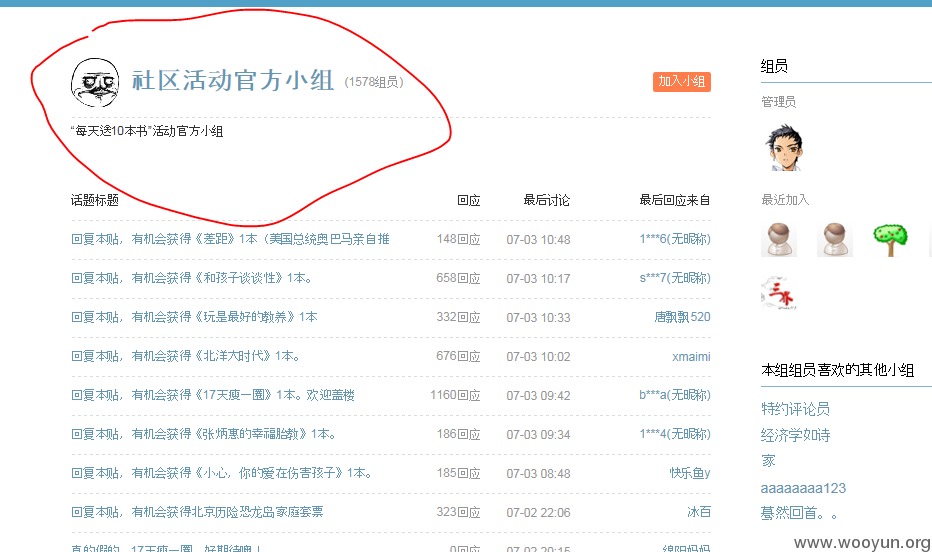 社区活动官方小组 (1578组员)
加入小组
“每天送10本书”活动官方小组
话题标题 回应 最后讨论 最后回应来自
回复本贴，有机会获得《差距》1本（美国总统奥巴马亲自推 148回应 07-03 10:48 1***6(无昵称)
回复本贴，有机会获得《和孩子谈谈性》1本。 658回应 07-03 10:17 s***7(无昵称)
回复本贴，有机会获得《玩是最好的教养》1本 332回应 07-03 10:33 唐飘飘520
回复本贴，有机会获得《北洋大时代》1本。 676回应 07-03 10:02 xmaimi
回复本贴，有机会获得《17天瘦一圈》1本。欢迎盖楼 1160回应 07-03 09:42 b***a(无昵称)
回复本贴，有机会获得《张炳惠的幸福胎教》1本。 186回应 07-03 09:34 1***4(无昵称)
回复本贴，有机会获得《小心，你的爱在伤害孩子》1本。 185回应 07-03 08:48 快乐鱼y
回复本贴，有机会获得北京历险恐龙岛家庭套票 323回应 07-02 22:06 冰百
真的假的，17天瘦一圈，好期待噢！ 0回应 07-02 20:15 绵阳妈妈
组员
管理员
最近加入
三木
本组组员喜欢的其他小组
特约评论员
经济学如诗
家
aaaaaaaa123
蓦然回首。。
www.wooyun.org